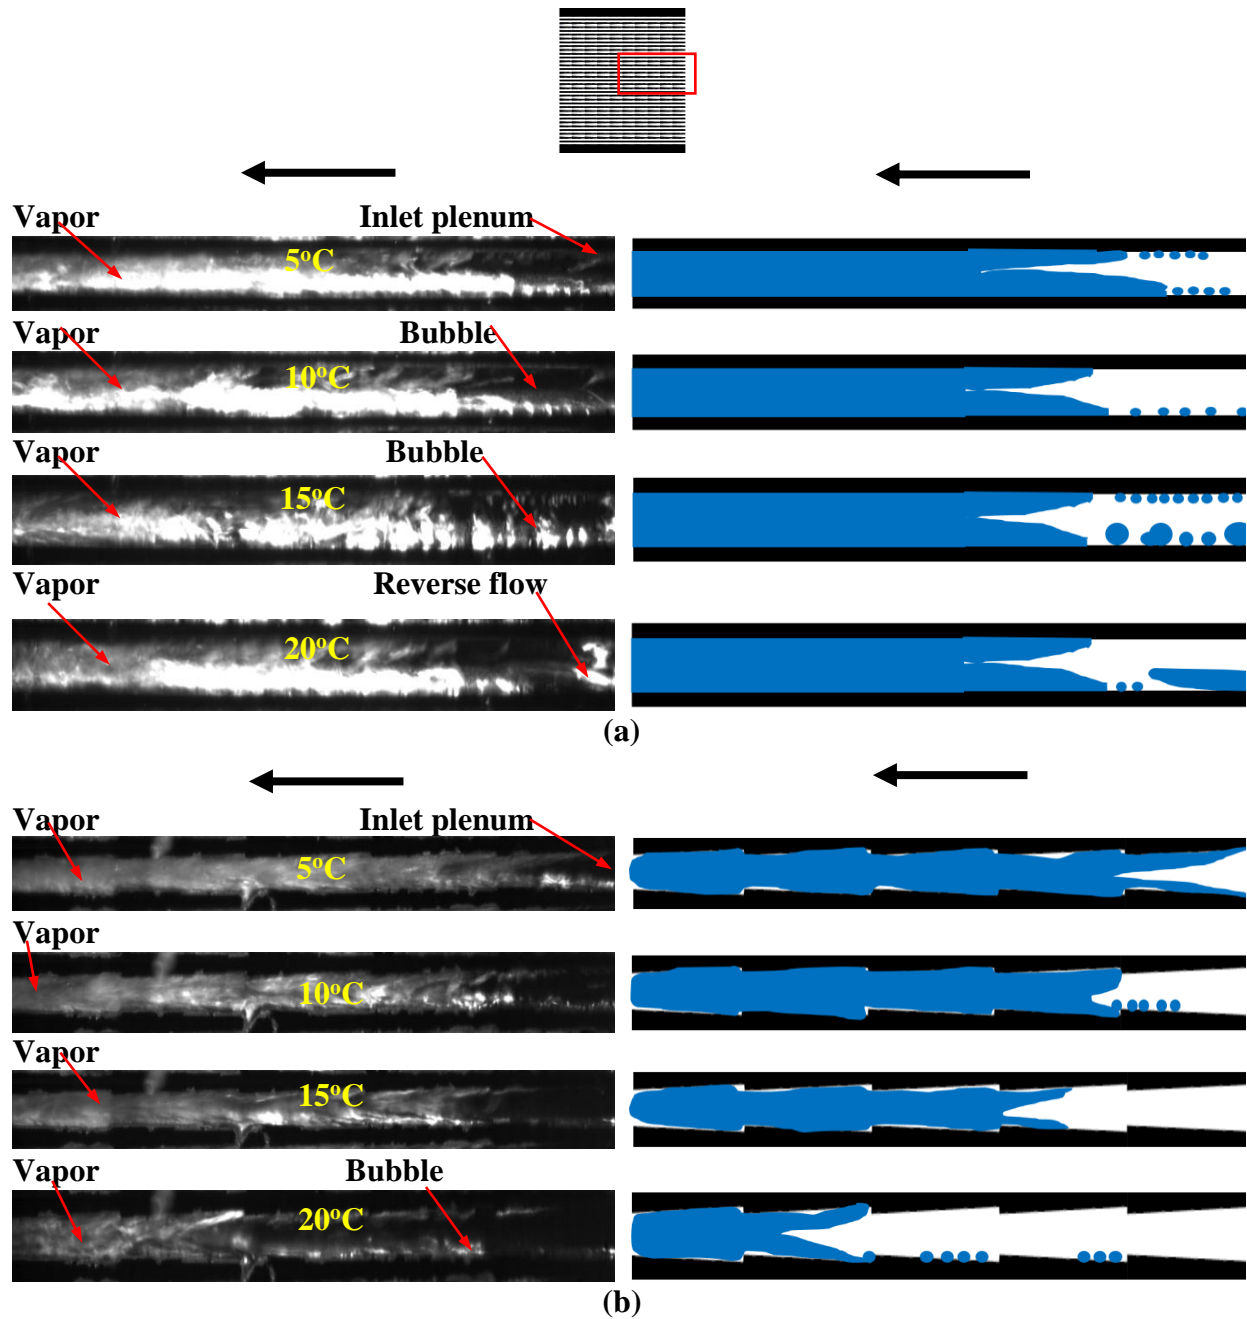 Vapor Inlet plenum
5°C
Vapor Bubble
10°C
Vapor Bubble
15°C
Vapor Reverse flow
20°C
(a)
Vapor Inlet plenum
5°C
Vapor
10°C
Vapor
15°C
Vapor Bubble
20°C
(b)